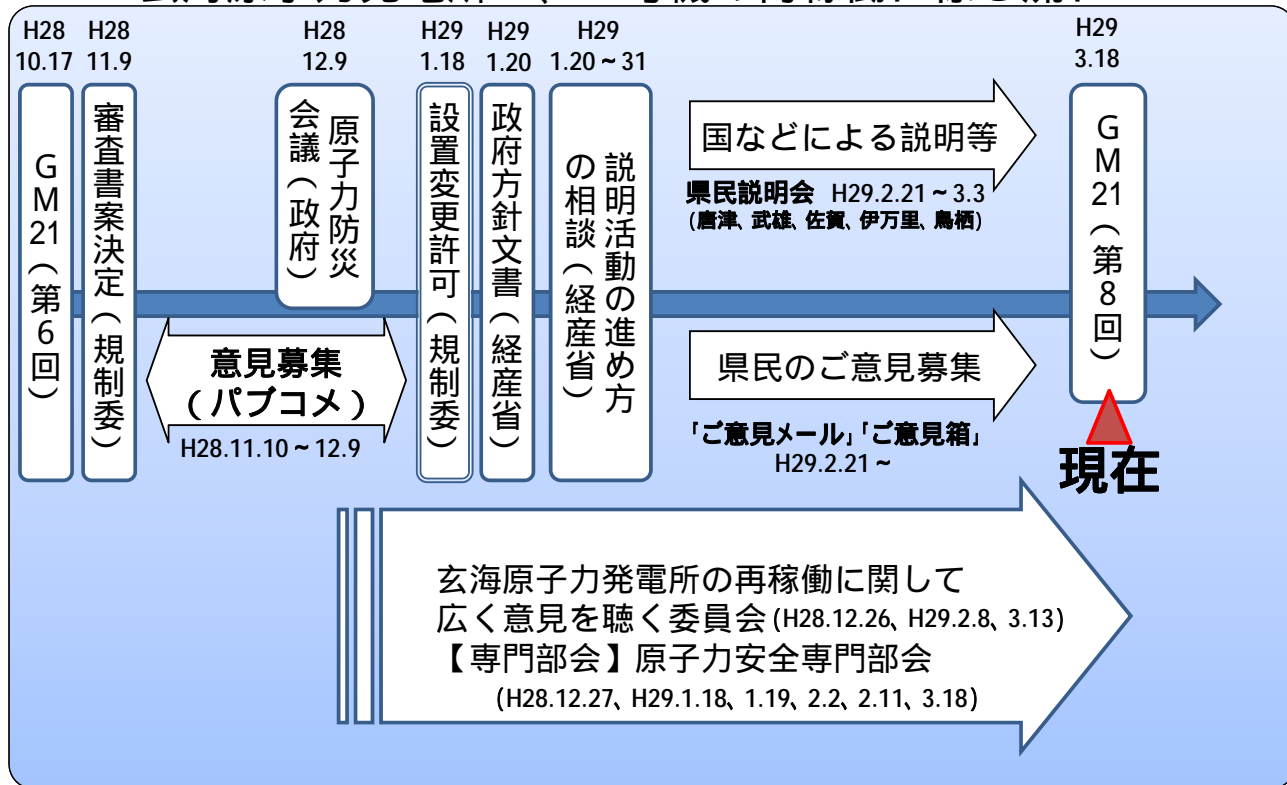 H28
10.17
GM21（第6回）
H28
11.9
審査書案決定（規制委）
H28
12.9
原子力防災
会議（政府）
意見募集
（パブコメ）
H28.11.10～12.9
H29
1.18
設置変更許可（規制委）
H29
1.20
政府方針文書（経産省）
H29
1.20～31
説明活動の進め方
の相談（経産省）
国などによる説明等
県民説明会 H29.2.21～3.3
(唐津、武雄、佐賀、伊万里、鳥栖)
県民のご意見募集
「ご意見メール」「ご意見箱」
H29.2.21～
H29
3.18
GM21（第8回）
現在
玄海原子力発電所の再稼働に関して
広く意見を聴く委員会(H28.12.26、H29.2.8、3.13)
【専門部会】原子力安全専門部会
(H28.12.27、H29.1.18、1.19、2.2、2.11、3.18)